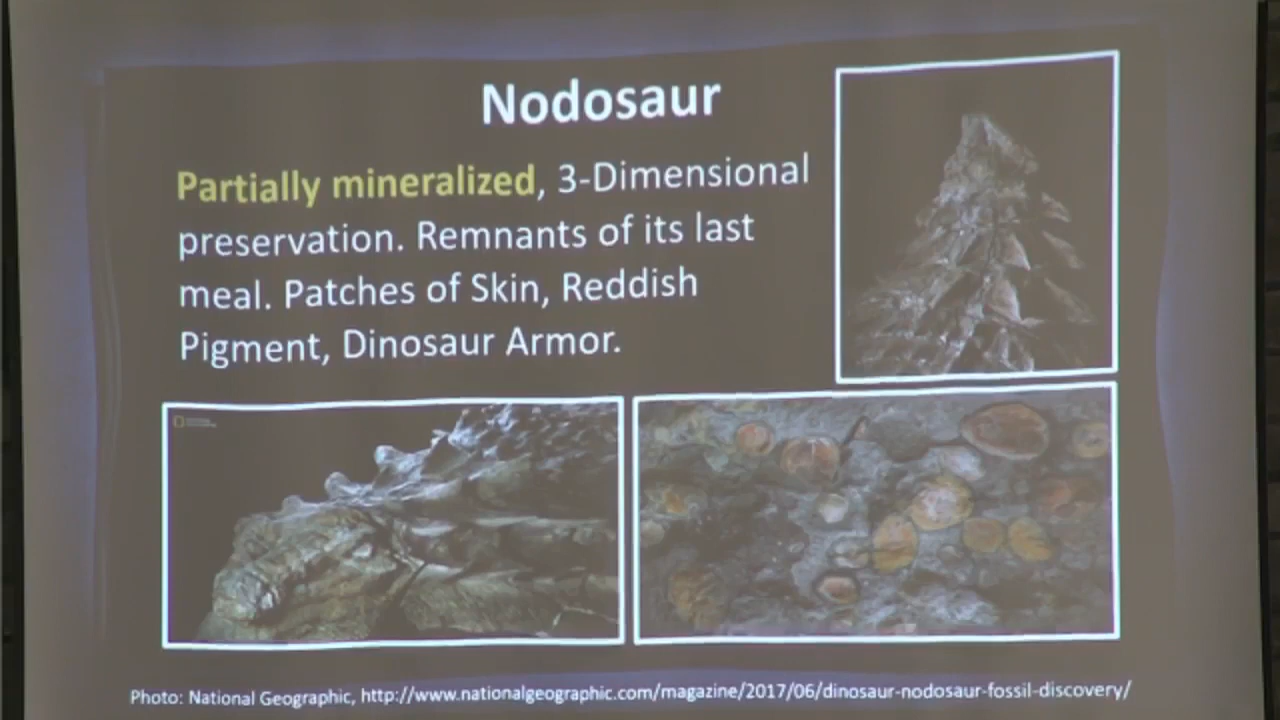 Nodosaur
Partially mineralized, 3-Dimensional
preservation. Remnants of its last
meal. Patches of Skin, Reddish
Pigment, Dinosaur Armor.
Photo: National Geographic, http://www.nationalgeographic.com/magazine/2017/06/dinosaur-nodosaur-fossil-discovery/